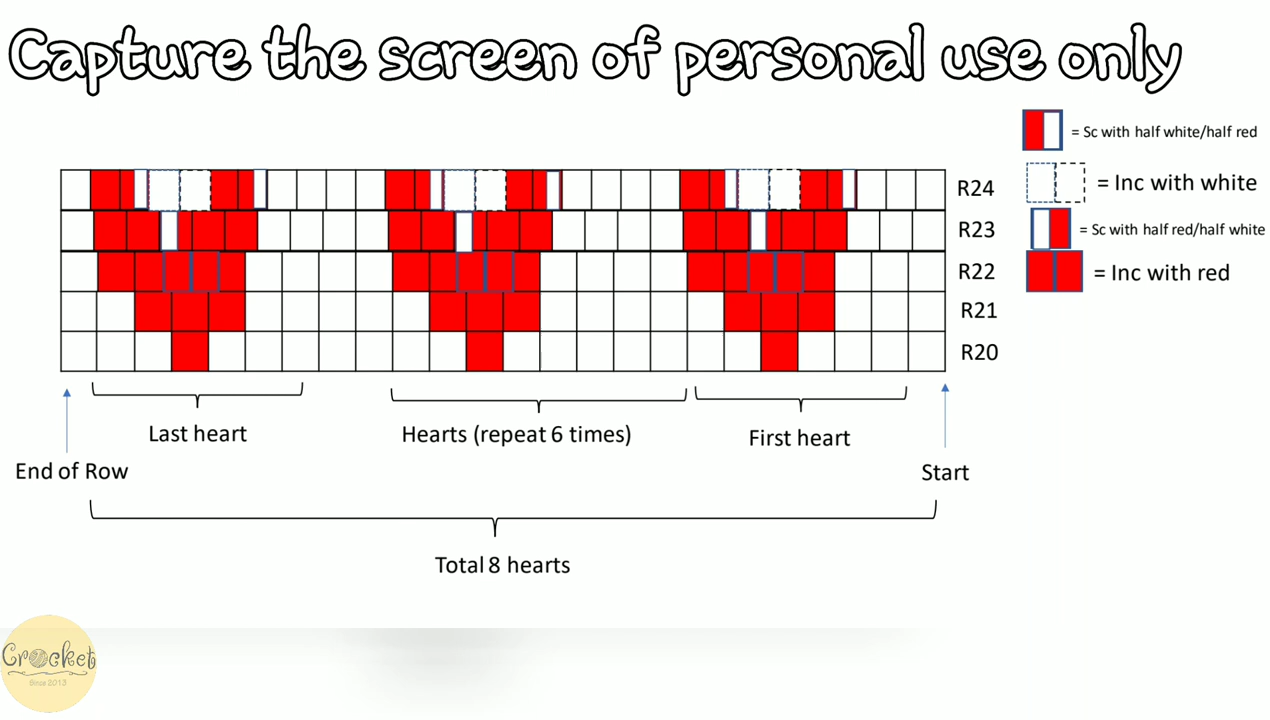 Capture the screen of personal use only
= Sc with half white/half red
= Inc with white
= Sc with half red/half white
= Inc with red
R24
R23
R22
R21
R20
Last heart
Hearts (repeat 6 times)
First heart
End of Row
Start
Total 8 hearts
Crocket
Since 2013